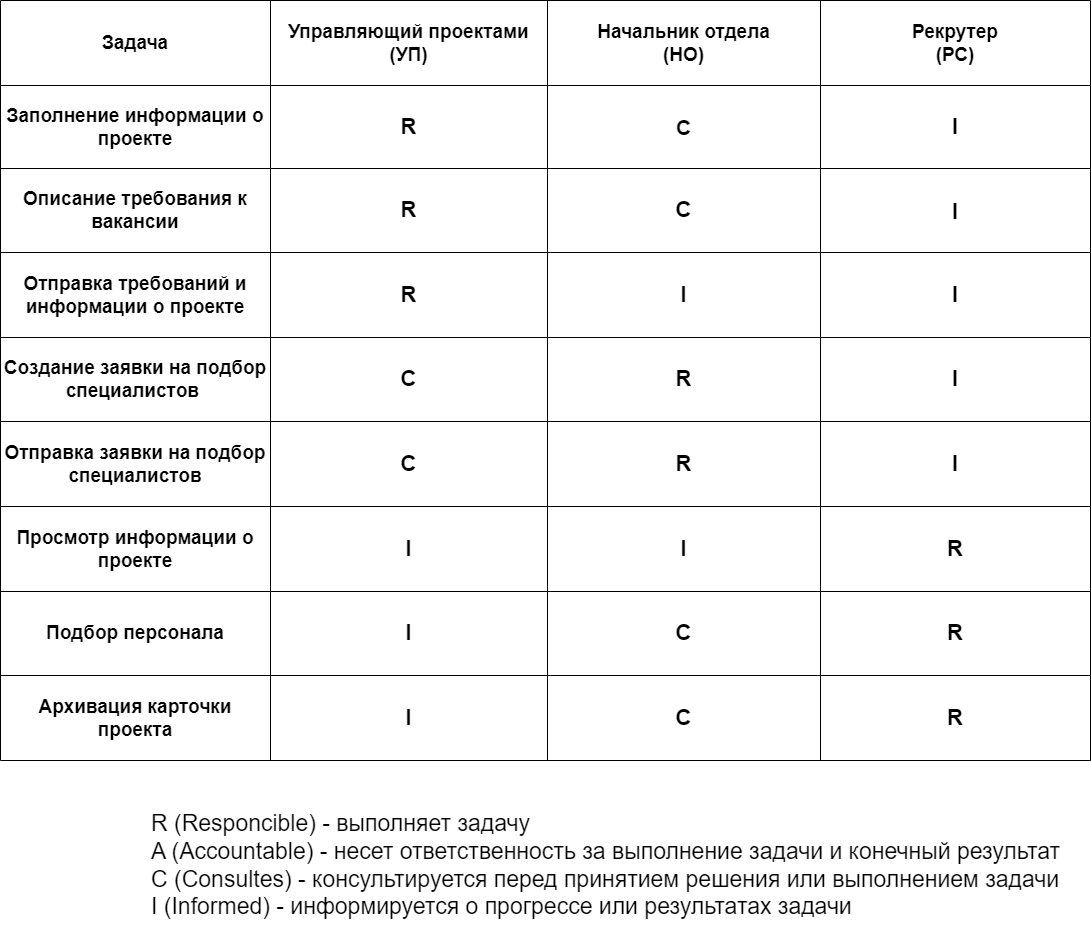 Задача
Управляющий проектами
(УП)
Начальник отдела
(НО)
Рекрутер
(РС)
Заполнение информации о
проекте
R
C
I
Описание требования к
вакансии
R
C
I
Отправка требований и
информации о проекте
R
I
I
Создание заявки на подбор
специалистов
C
R
I
Отправка заявки на подбор
специалистов
C
R
I
Просмотр информации о
проекте
I
I
R
Подбор персонала
I
C
R
Архивация карточки
проекта
I
C
R
R (Responcible) - выполняет задачу
A (Accountable) - несет ответственность за выполнение задачи и конечный результат
C (Consultes) - консультируется перед принятием решения или выполнением задачи
I (Informed) - информируется о прогрессе или результатах задачи